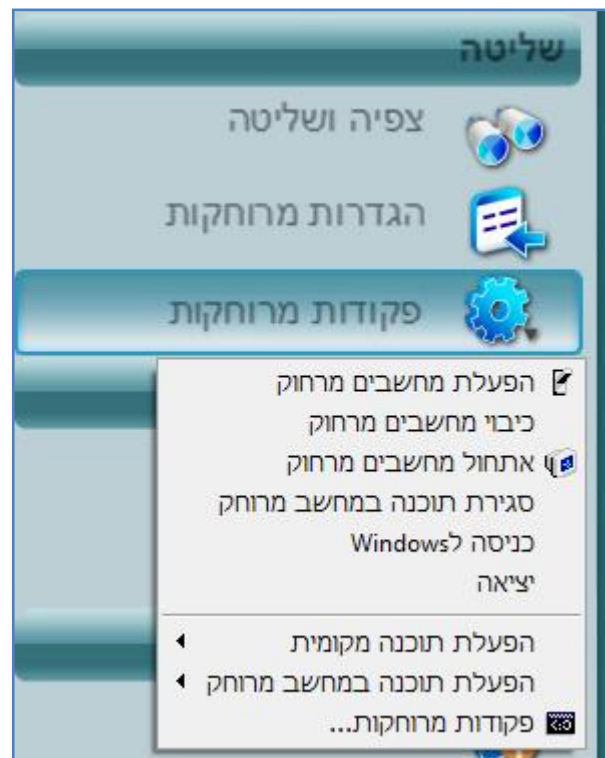 שליטה
צפיה ושליטה
הגדרות מרוחקות
פקודות מרוחקות
הפעלת מחשבים מרחוק
כיבוי מחשבים מרחוק
אתחול מחשבים מרחוק
סגירת תוכנה במחשב מרוחק
כניסה לWindows
יציאה
הפעלת תוכנה מקומית
הפעלת תוכנה במחשב מרוחק
פקודות מרוחקות...